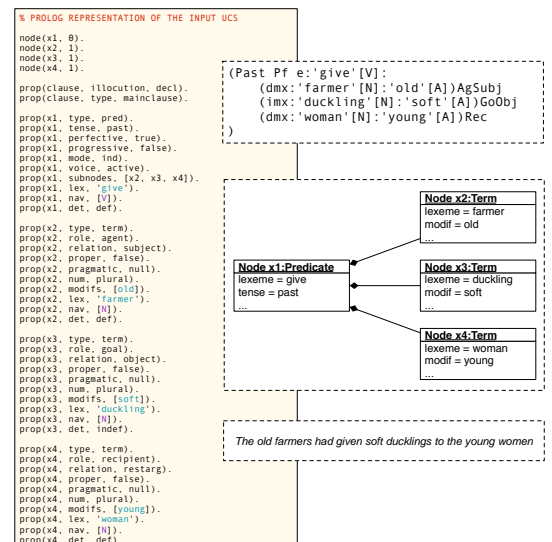 % PROLOG REPRESENTATION OF THE INPUT UCS
node(x1, 0).
node(x2, 1).
node(x3, 1).
node(x4, 1).
prop(clause, illocution, decl).
prop(clause, type, mainclause).
prop(x1, type, pred).
prop(x1, tense, past).
prop(x1, perfective, true).
prop(x1, progressive, false).
prop(x1, mode, ind).
prop(x1, voice, active).
prop(x1, subnodes, [x2, x3, x4]).
prop(x1, lex, 'give').
prop(x1, nav, [V]).
prop(x1, det, def).
prop(x2, type, term).
prop(x2, role, agent).
prop(x2, relation, subject).
prop(x2, proper, false).
prop(x2, pragmatic, null).
prop(x2, num, plural).
prop(x2, modifs, [old]).
prop(x2, lex, 'farmer').
prop(x2, nav, [N]).
prop(x2, det, def).
prop(x3, type, term).
prop(x3, role, goal).
prop(x3, relation, object).
prop(x3, proper, false).
prop(x3, pragmatic, null).
prop(x3, num, plural).
prop(x3, modifs, [soft]).
prop(x3, lex, 'duckling').
prop(x3, nav, [N]).
prop(x3, det, indef).
prop(x4, type, term).
prop(x4, role, recipient).
prop(x4, relation, restarg).
prop(x4, proper, false).
prop(x4, pragmatic, null).
prop(x4, num, plural).
prop(x4, modifs, [young]).
prop(x4, lex, 'woman').
prop(x4, nav, [N]).
prop(x4, det, def)
(Past Pf e:'give'[V]:
(dmx:'farmer'[N]:'old'[A])AgSubj
(imx:'duckling'[N]:'soft'[A])GoObj
(dmx:'woman'[N]:'young'[A])Rec
)
Node x1:Predicate
lexeme = give
tense = past
...
Node x2:Term
lexeme = farmer
modif = old
...
Node x3:Term
lexeme = duckling
modif = soft
...
Node x4:Term
lexeme = woman
modif = young
...
The old farmers had given soft ducklings to the young women